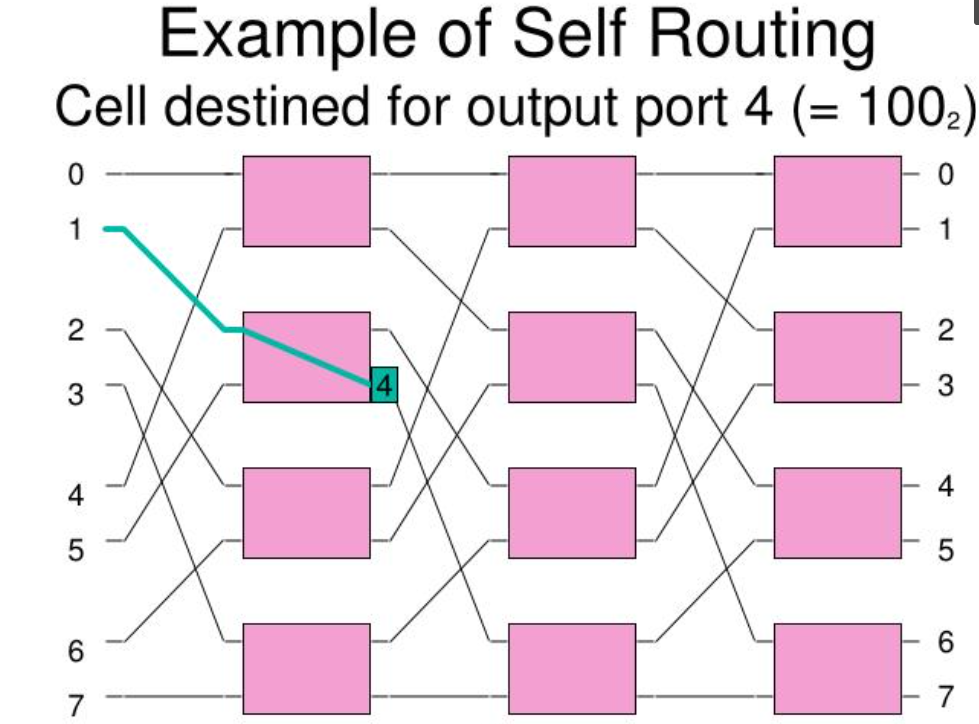 Example of Self Routing
Cell destined for output port 4 (= 100₂)
0 0
1 1
2 2
3 4 3
4 4
5 5
6 6
7 7